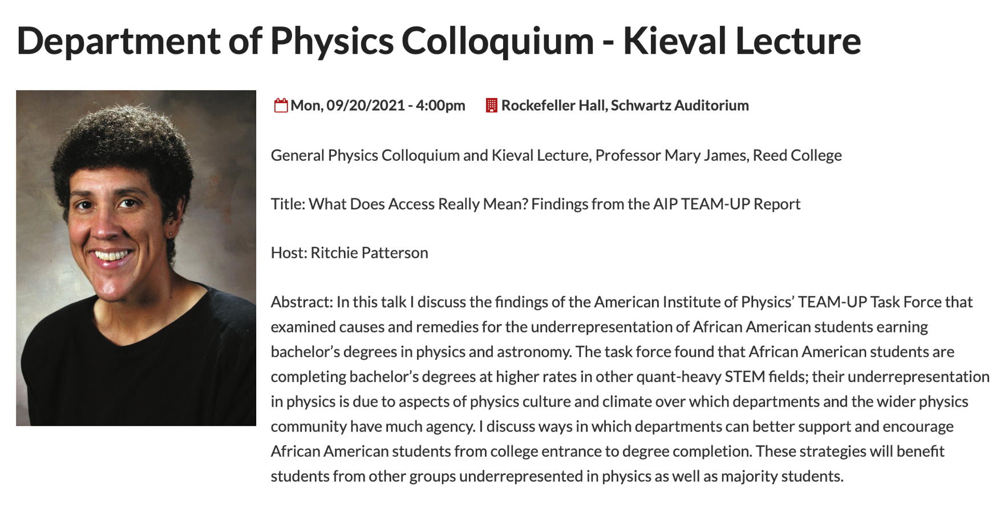 Department of Physics Colloquium - Kieval Lecture
Mon, 09/20/2021 - 4:00pm
Rockefeller Hall, Schwartz Auditorium
General Physics Colloquium and Kieval Lecture, Professor Mary James, Reed College
Title: What Does Access Really Mean? Findings from the AIP TEAM-UP Report
Host: Ritchie Patterson
Abstract: In this talk I discuss the findings of the American Institute of Physics’ TEAM-UP Task Force that
examined causes and remedies for the underrepresentation of African American students earning
bachelor’s degrees in physics and astronomy. The task force found that African American students are
completing bachelor’s degrees at higher rates in other quant-heavy STEM fields; their underrepresentation
in physics is due to aspects of physics culture and climate over which departments and the wider physics
community have much agency. I discuss ways in which departments can better support and encourage
African American students from college entrance to degree completion. These strategies will benefit
students from other groups underrepresented in physics as well as majority students.